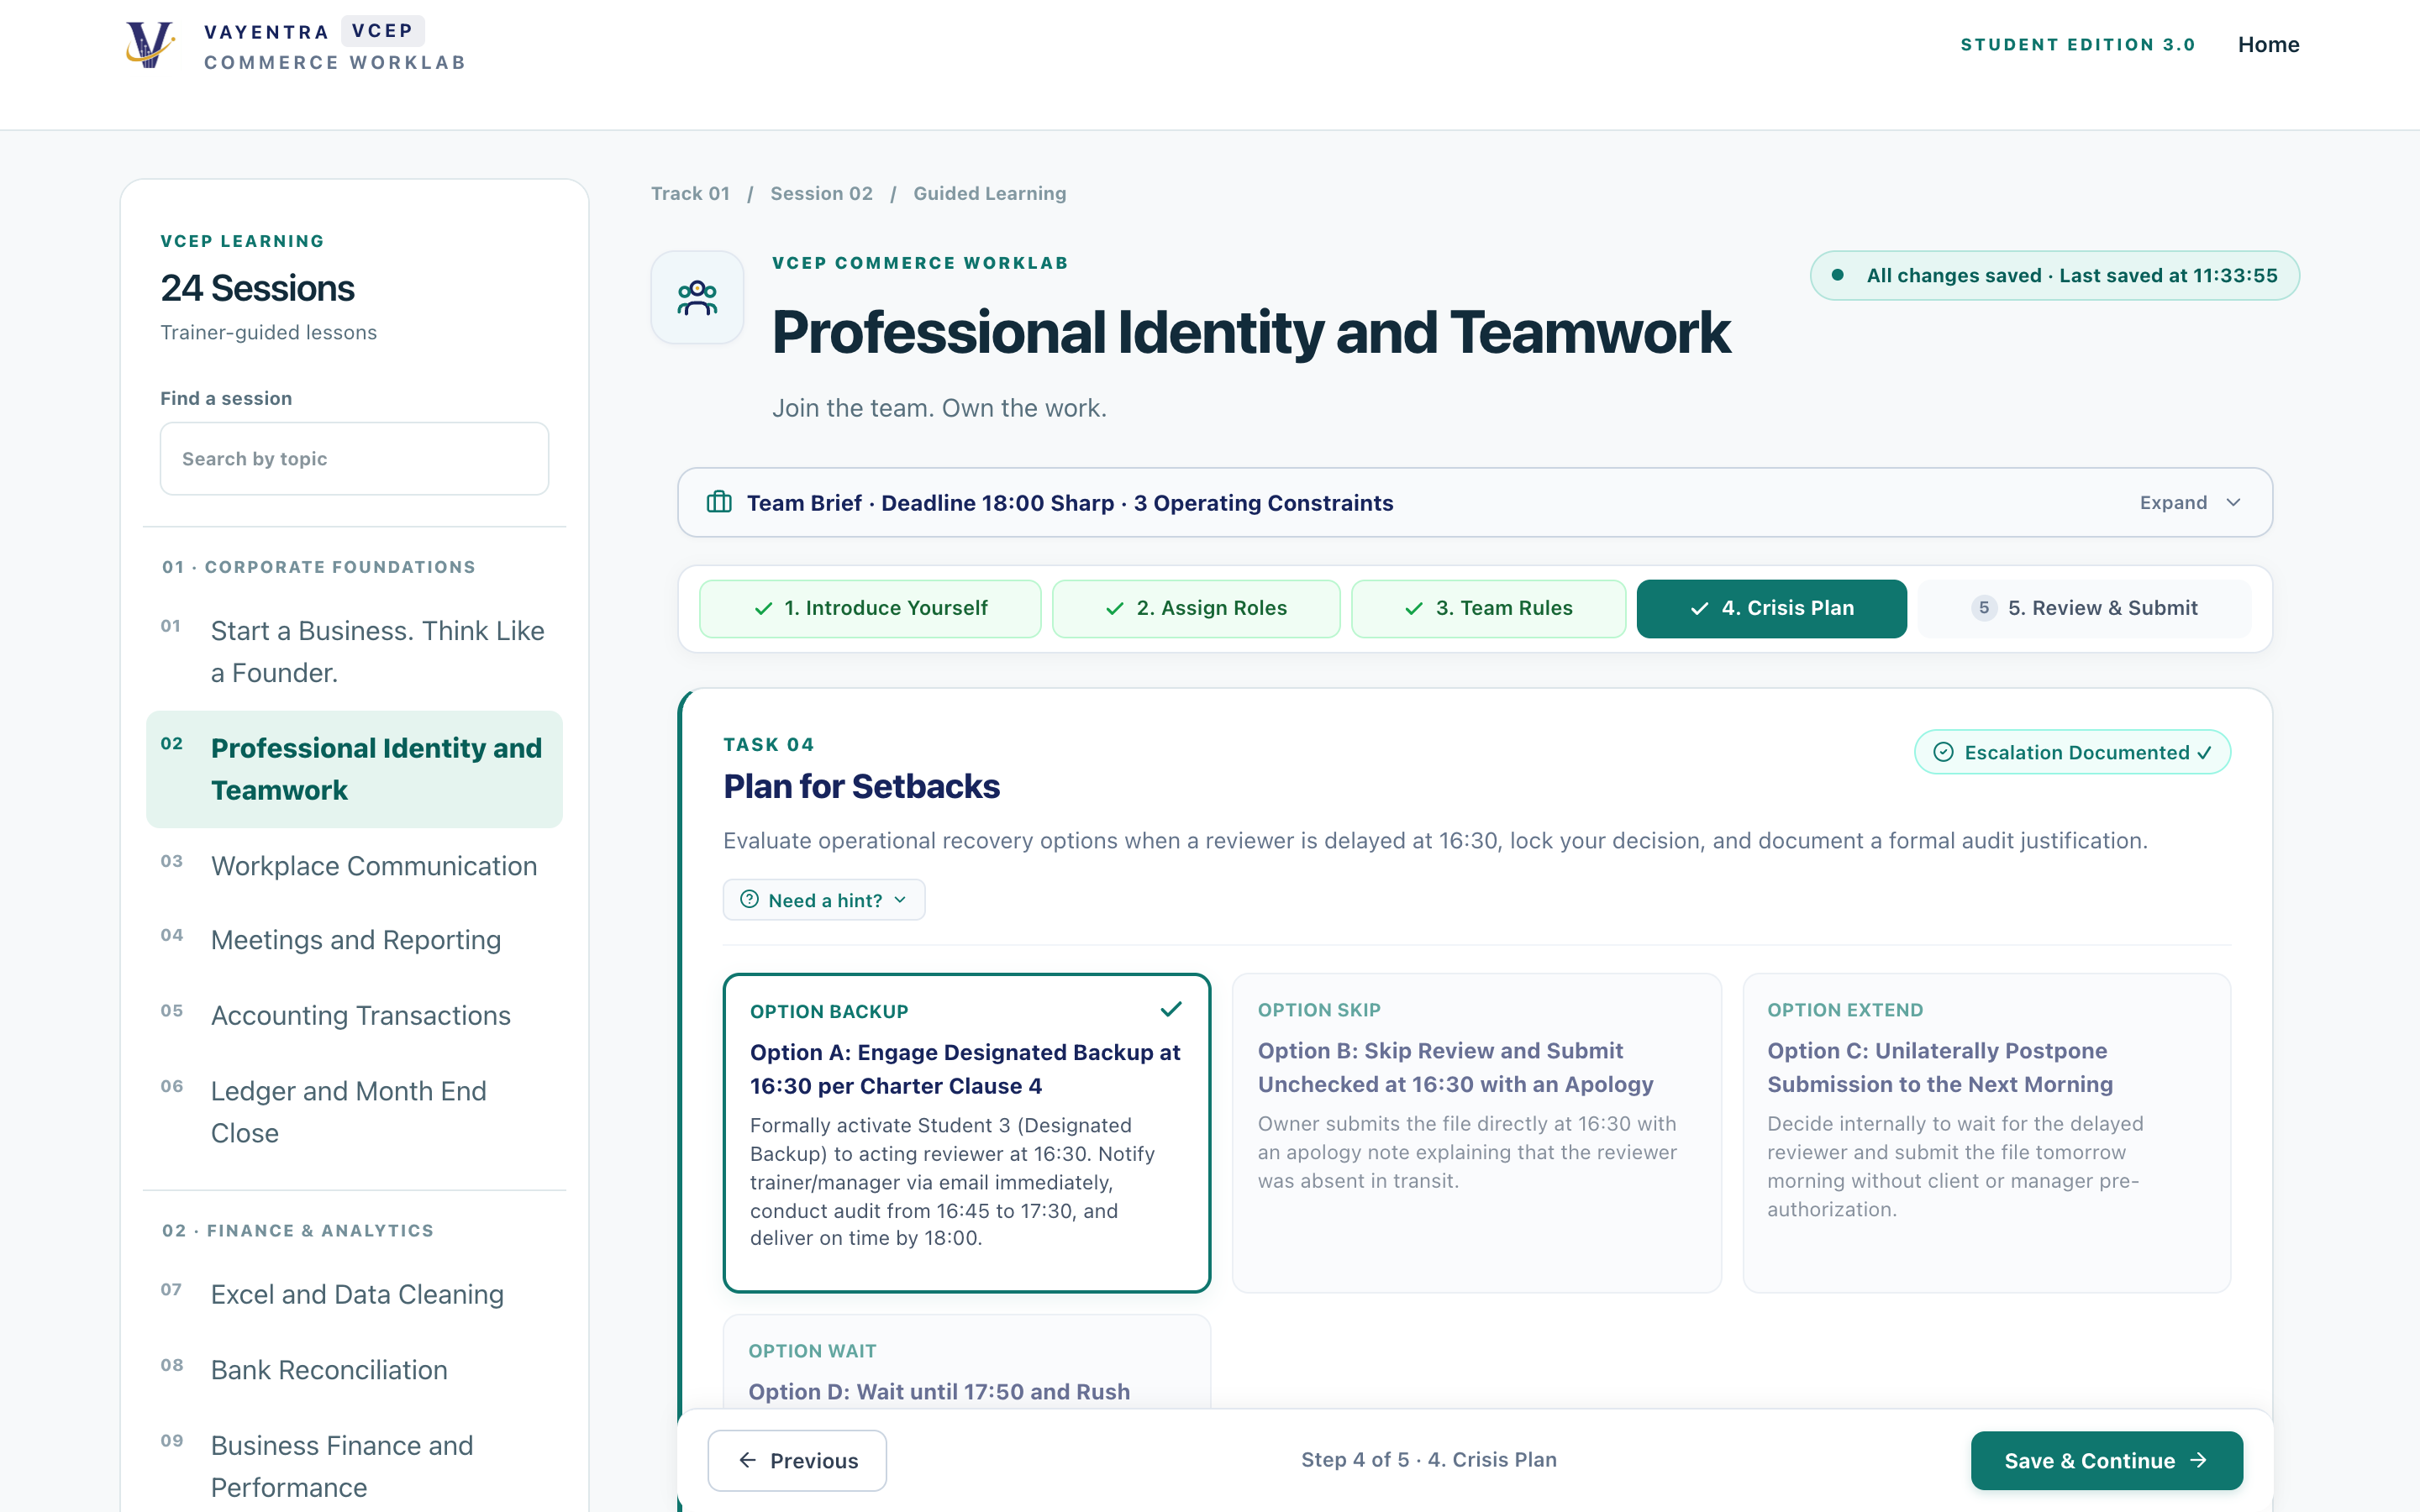 VAYENTRA VCEP
COMMERCE WORKLAB
STUDENT EDITION 3.0
Home
VCEP LEARNING
24 Sessions
Trainer-guided lessons
Find a session
Search by topic
01 · CORPORATE FOUNDATIONS
01 Start a Business. Think Like
a Founder.
02 Professional Identity and
Teamwork
03 Workplace Communication
04 Meetings and Reporting
05 Accounting Transactions
06 Ledger and Month End
Close
02 · FINANCE & ANALYTICS
07 Excel and Data Cleaning
08 Bank Reconciliation
09 Business Finance and
Performance
Track 01 / Session 02 / Guided Learning
VCEP COMMERCE WORKLAB
Professional Identity and Teamwork
Join the team. Own the work.
All changes saved · Last saved at 11:33:55
Team Brief · Deadline 18:00 Sharp · 3 Operating Constraints
Expand
1. Introduce Yourself
2. Assign Roles
3. Team Rules
4. Crisis Plan
5 5. Review & Submit
TASK 04
Plan for Setbacks
Escalation Documented ✓
Evaluate operational recovery options when a reviewer is delayed at 16:30, lock your decision, and document a formal audit justification.
Need a hint?
OPTION BACKUP
Option A: Engage Designated Backup at
16:30 per Charter Clause 4
Formally activate Student 3 (Designated
Backup) to acting reviewer at 16:30. Notify
trainer/manager via email immediately,
conduct audit from 16:45 to 17:30, and
deliver on time by 18:00.
OPTION SKIP
Option B: Skip Review and Submit
Unchecked at 16:30 with an Apology
Owner submits the file directly at 16:30 with
an apology note explaining that the reviewer
was absent in transit.
OPTION EXTEND
Option C: Unilaterally Postpone
Submission to the Next Morning
Decide internally to wait for the delayed
reviewer and submit the file tomorrow
morning without client or manager pre-
authorization.
OPTION WAIT
Option D: Wait until 17:50 and Rush
Previous
Step 4 of 5 · 4. Crisis Plan
Save & Continue